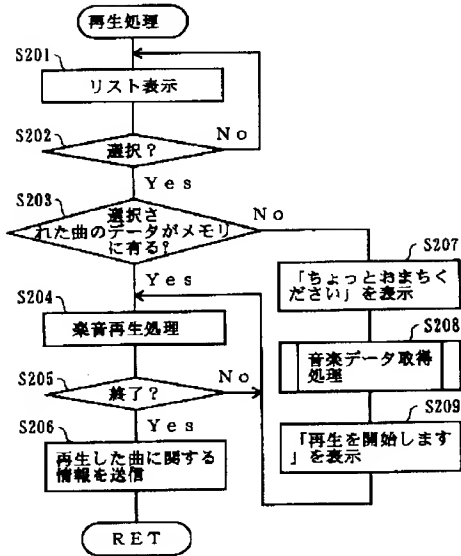 再生処理
S201
リスト表示
S202
No
選択？
Yes
S203
選択さ
れた曲のデータがメモリ
に有る？
No
Yes
S207
「ちょっとおまちく
ださい」を表示
S204
楽音再生処理
S208
音楽データ取得
処理
S205
終了？
No
Yes
S209
「再生を開始します
」を表示
S206
再生した曲に関する
情報を送信
RET